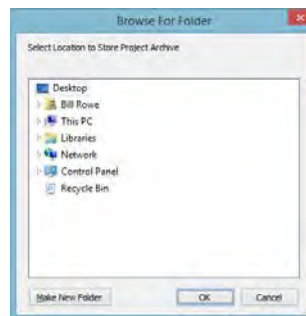 Browse For Folder
Select Location to Store Project Archive
Desktop
Bill Rowe
This PC
Libraries
Network
Control Panel
Recycle Bin
Make New Folder
OK
Cancel